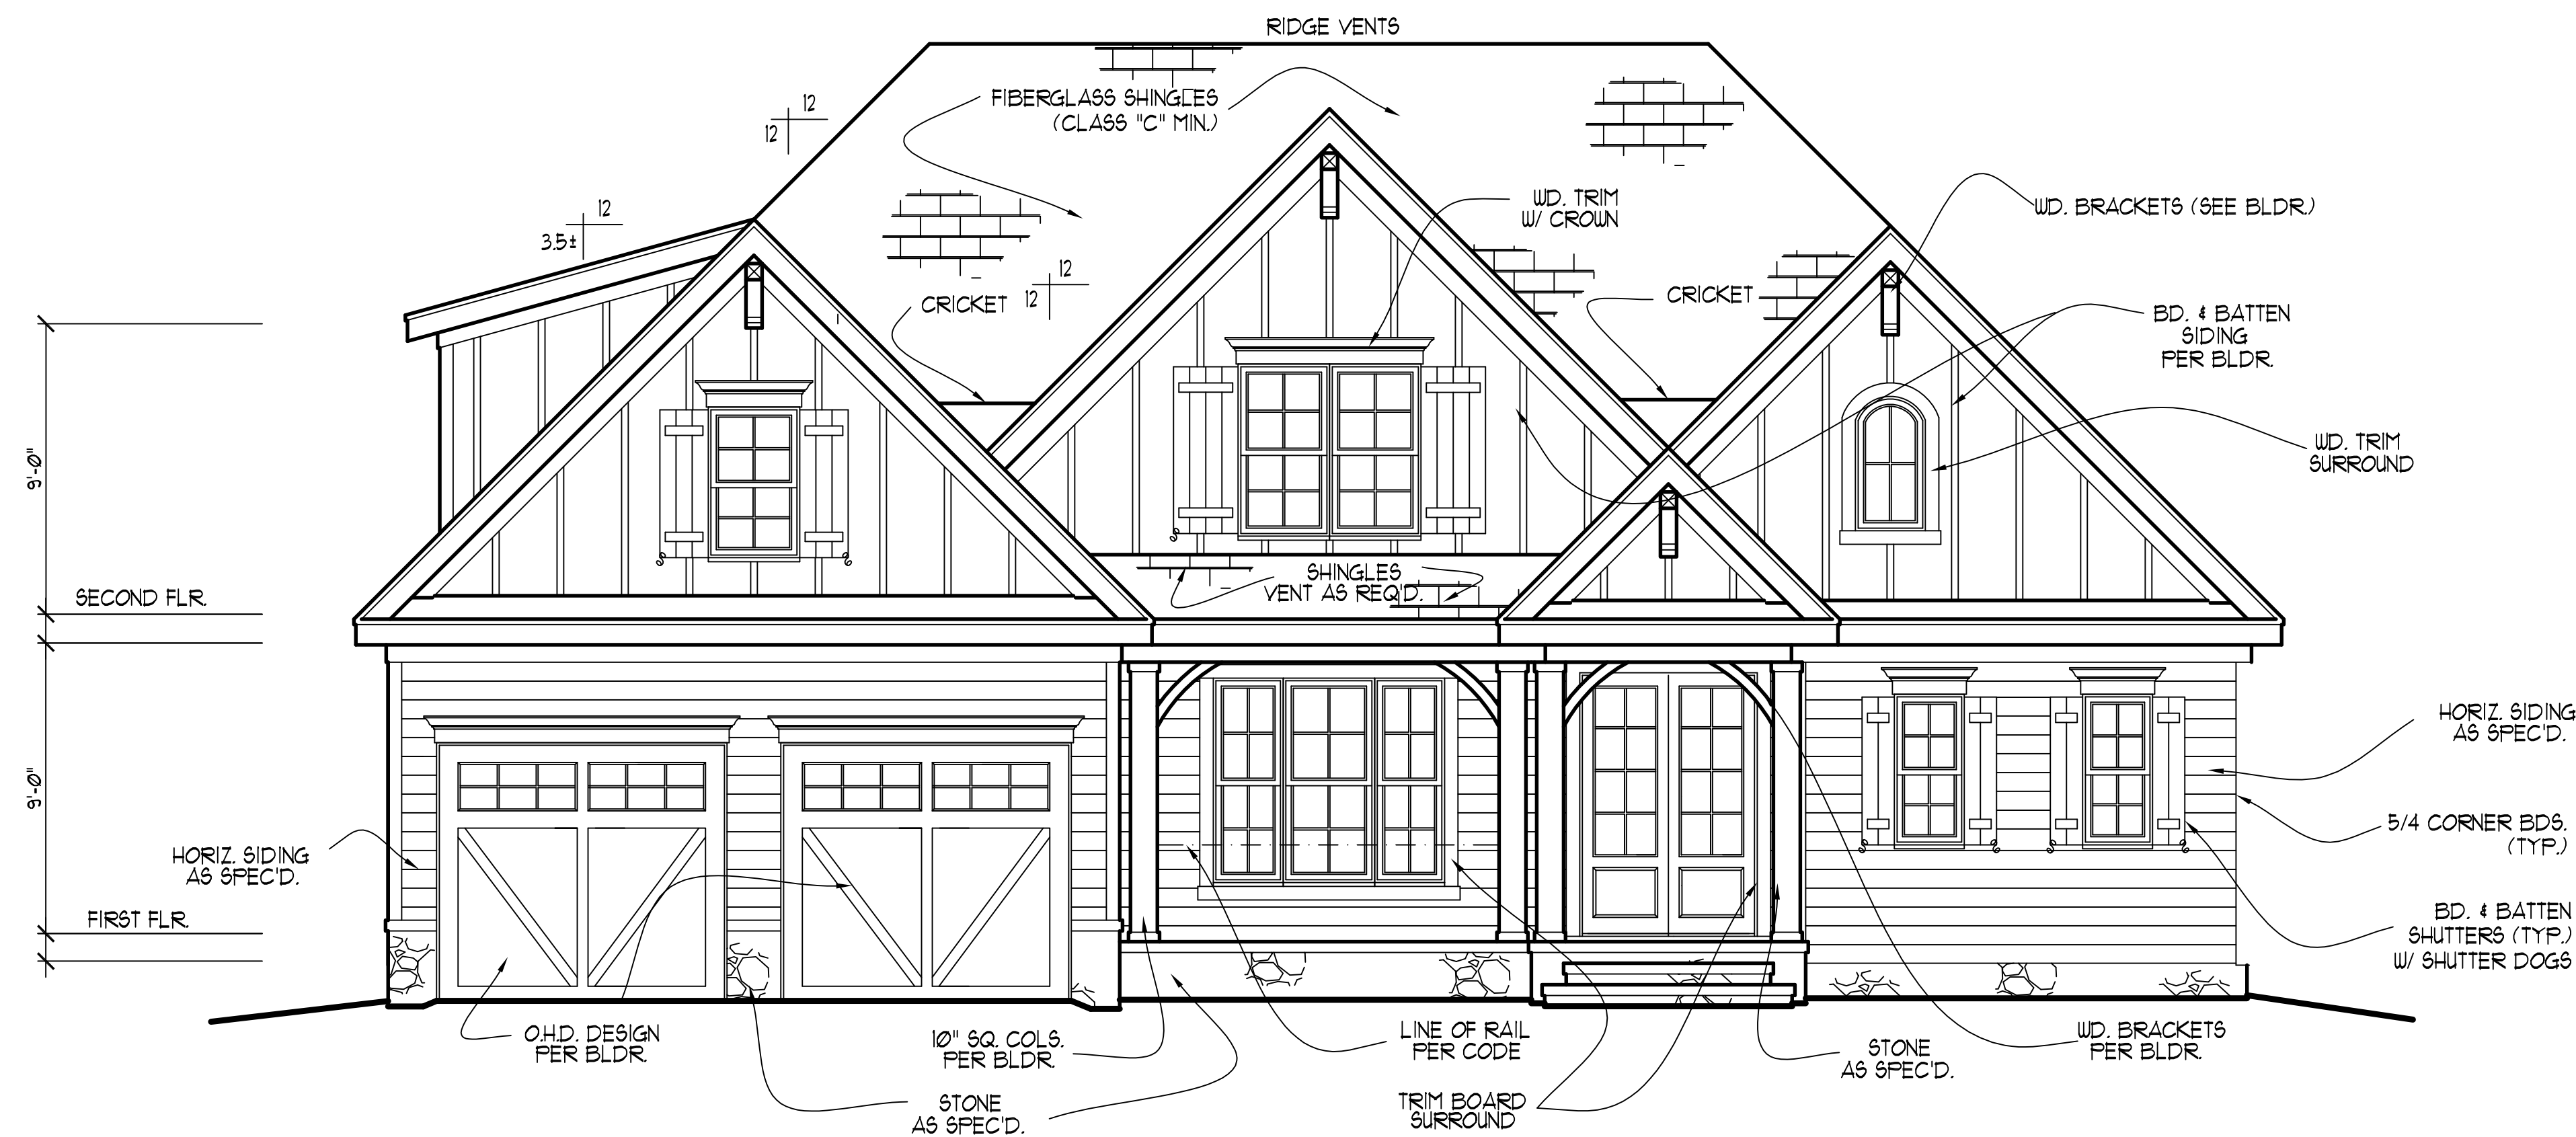 RIDGE VENTS
FIBERGLASS SHINGLES
(CLASS "C" MIN.)
12
12
12
3.5±
12
12
WD. TRIM
W/ CROWN
WD. BRACKETS (SEE BLDR.)
CRICKET
CRICKET
BD. & BATTEN
SIDING
PER BLDR.
WD. TRIM
SURROUND
9'-0"
SECOND FLR.
SHINGLES
VENT AS REQ'D.
9'-0"
HORIZ. SIDING
AS SPEC'D.
FIRST FLR.
HORIZ. SIDING
AS SPEC'D.
5/4 CORNER BDS.
(TYP.)
BD. & BATTEN
SHUTTERS (TYP.)
W/ SHUTTER DOGS
O.H.D. DESIGN
PER BLDR.
10" SQ. COLS.
PER BLDR.
LINE OF RAIL
PER CODE
STONE
AS SPEC'D.
WD. BRACKETS
PER BLDR.
STONE
AS SPEC'D.
TRIM BOARD
SURROUND